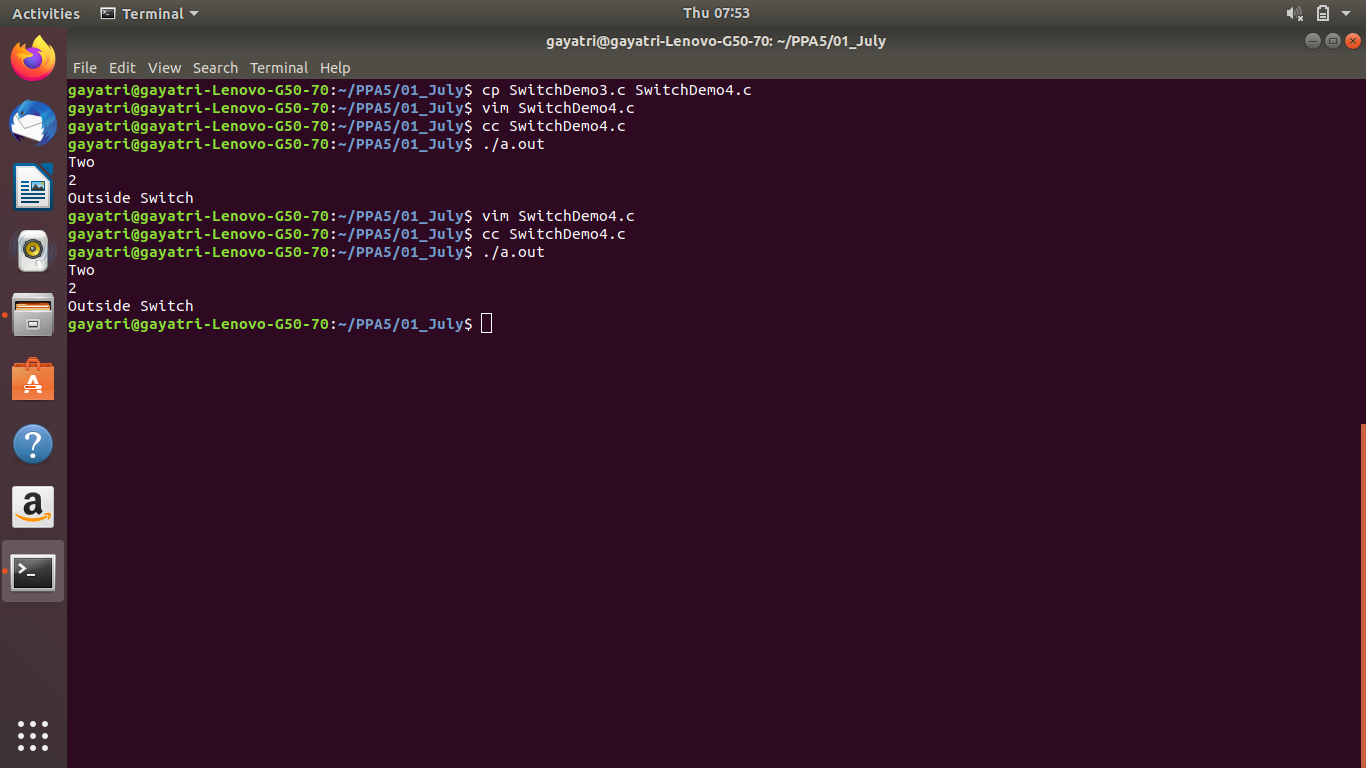 Activities Terminal Thu 07:53
gayatri@gayatri-Lenovo-G50-70: ~/PPA5/01_July
File Edit View Search Terminal Help
gayatri@gayatri-Lenovo-G50-70:~/PPA5/01_July$ cp SwitchDemo3.c SwitchDemo4.c
gayatri@gayatri-Lenovo-G50-70:~/PPA5/01_July$ vim SwitchDemo4.c
gayatri@gayatri-Lenovo-G50-70:~/PPA5/01_July$ cc SwitchDemo4.c
gayatri@gayatri-Lenovo-G50-70:~/PPA5/01_July$ ./a.out
Two
2
Outside Switch
gayatri@gayatri-Lenovo-G50-70:~/PPA5/01_July$ vim SwitchDemo4.c
gayatri@gayatri-Lenovo-G50-70:~/PPA5/01_July$ cc SwitchDemo4.c
gayatri@gayatri-Lenovo-G50-70:~/PPA5/01_July$ ./a.out
Two
2
Outside Switch
gayatri@gayatri-Lenovo-G50-70:~/PPA5/01_July$